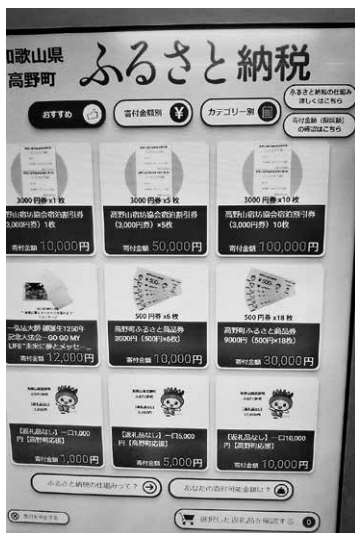 和歌山県
高野町
ふるさと納税
ふるさと納税の仕組み
詳しくはこちら
おすすめ
寄付金額別
カテゴリー別
寄付金額(限度額)
の確認はこちら
3000円券x1枚
3000円券x5枚
3000円券x10枚
野山宿坊協会宿泊割引券
(3,000円券) 1枚
寄付金額 10,000円
高野山宿坊協会宿泊割引券
(3,000円券) ×5枚
寄付金額 50,000円
高野山宿坊協会宿泊割引券
(3,000円券) 10枚
寄付金額 100,000円
500円券x6枚
500円券x18枚
弘法大師 御誕生1250年
記念大法会ーGO GO MY
LIFE"未来に夢とメッセ...
寄付金額 12,000円
高野町ふるさと商品券
3000円 (500円×6枚)
寄付金額 10,000円
高野町ふるさと商品券
9000円 (500円×18枚)
寄付金額 30,000円
【返礼品なし】一口1,000
円【高野町応援】
寄付金額 1,000円
【返礼品なし】一口5,000
円【高野町応援】
寄付金額 5,000円
【返礼品なし】一口10,000
円【高野町応援】
寄付金額 10,000円
ふるさと納税の仕組みって?
あなたの寄付可能金額は?
選択した返礼品を確認する 0